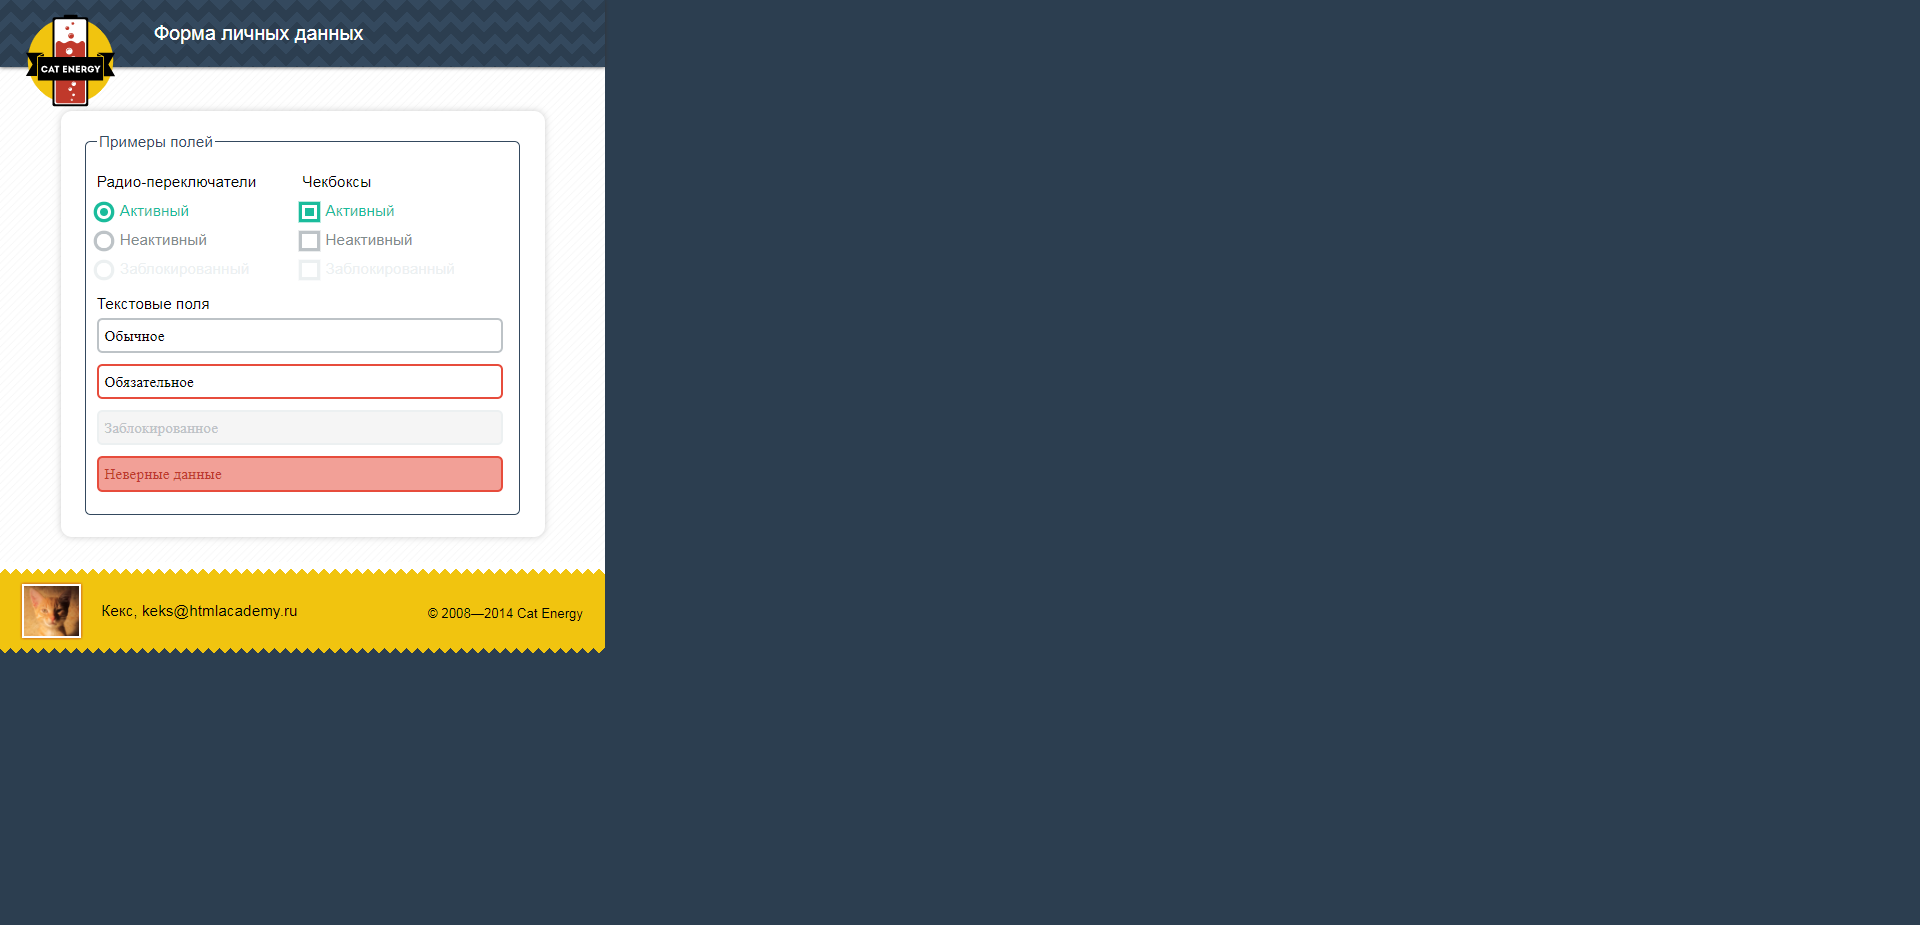 Форма личных данных
CAT ENERGY
Примеры полей
Радио-переключатели
Чекбоксы
Активный
Активный
Неактивный
Неактивный
Заблокированный
Заблокированный
Текстовые поля
Обычное
Обязательное
Заблокированное
Неверные данные
Кекс, keks@htmlacademy.ru
© 2008—2014 Cat Energy